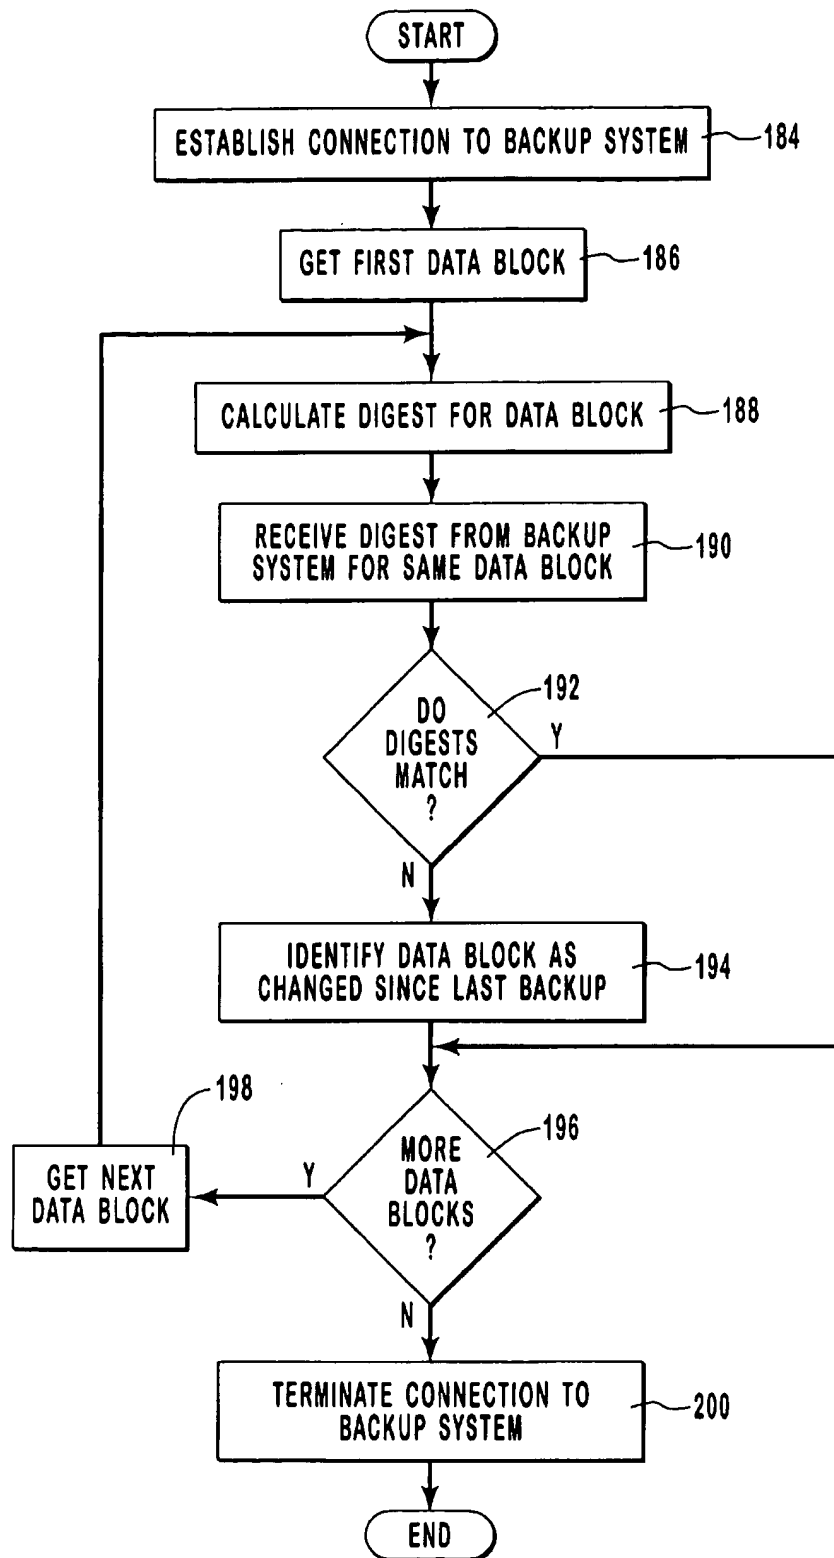 START
ESTABLISH CONNECTION TO BACKUP SYSTEM
184
GET FIRST DATA BLOCK
186
CALCULATE DIGEST FOR DATA BLOCK
188
RECEIVE DIGEST FROM BACKUP
SYSTEM FOR SAME DATA BLOCK
190
192
DO
DIGESTS
MATCH
?
Y
N
IDENTIFY DATA BLOCK AS
CHANGED SINCE LAST BACKUP
194
198
196
MORE
DATA
BLOCKS
?
Y
GET NEXT
DATA BLOCK
N
TERMINATE CONNECTION TO
BACKUP SYSTEM
200
END